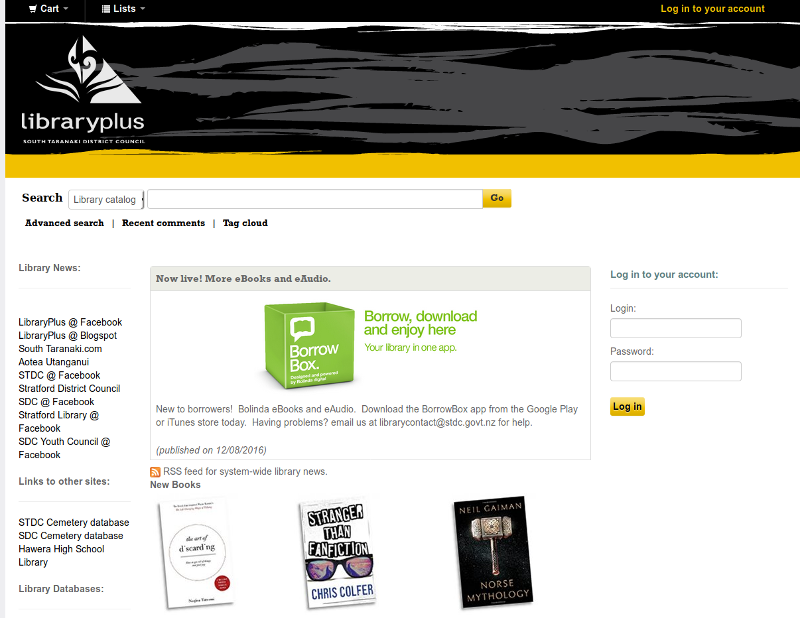 Cart
Lists
Log in to your account
libraryplus
SOUTH TARANAKI DISTRICT COUNCIL
Search
Library catalog
Go
Advanced search | Recent comments | Tag cloud
Library News:
LibraryPlus @ Facebook
LibraryPlus @ Blogspot
South Taranaki.com
Aotea Utanganui
STDC @ Facebook
Stratford District Council
SDC @ Facebook
Stratford Library @
Facebook
SDC Youth Council @
Facebook
Links to other sites:
STDC Cemetery database
SDC Cemetery database
Hawera High School
Library
Library Databases:
Now live! More eBooks and eAudio.
Borrow
Box.
Designed and powered
by Bolinda digital
Borrow, download
and enjoy here
Your library in one app.
New to borrowers! Bolinda eBooks and eAudio. Download the BorrowBox app from the Google Play
or iTunes store today. Having problems? email us at librarycontact@stdc.govt.nz for help.
(published on 12/08/2016)
RSS feed for system-wide library news.
New Books
the art of
d scard ng
STRANGER
THAN
FANFICTION
CHRIS COLFER
NEIL GAIMAN
NORSE
MYTHOLOGY
Log in to your account:
Login:
Password:
Log in